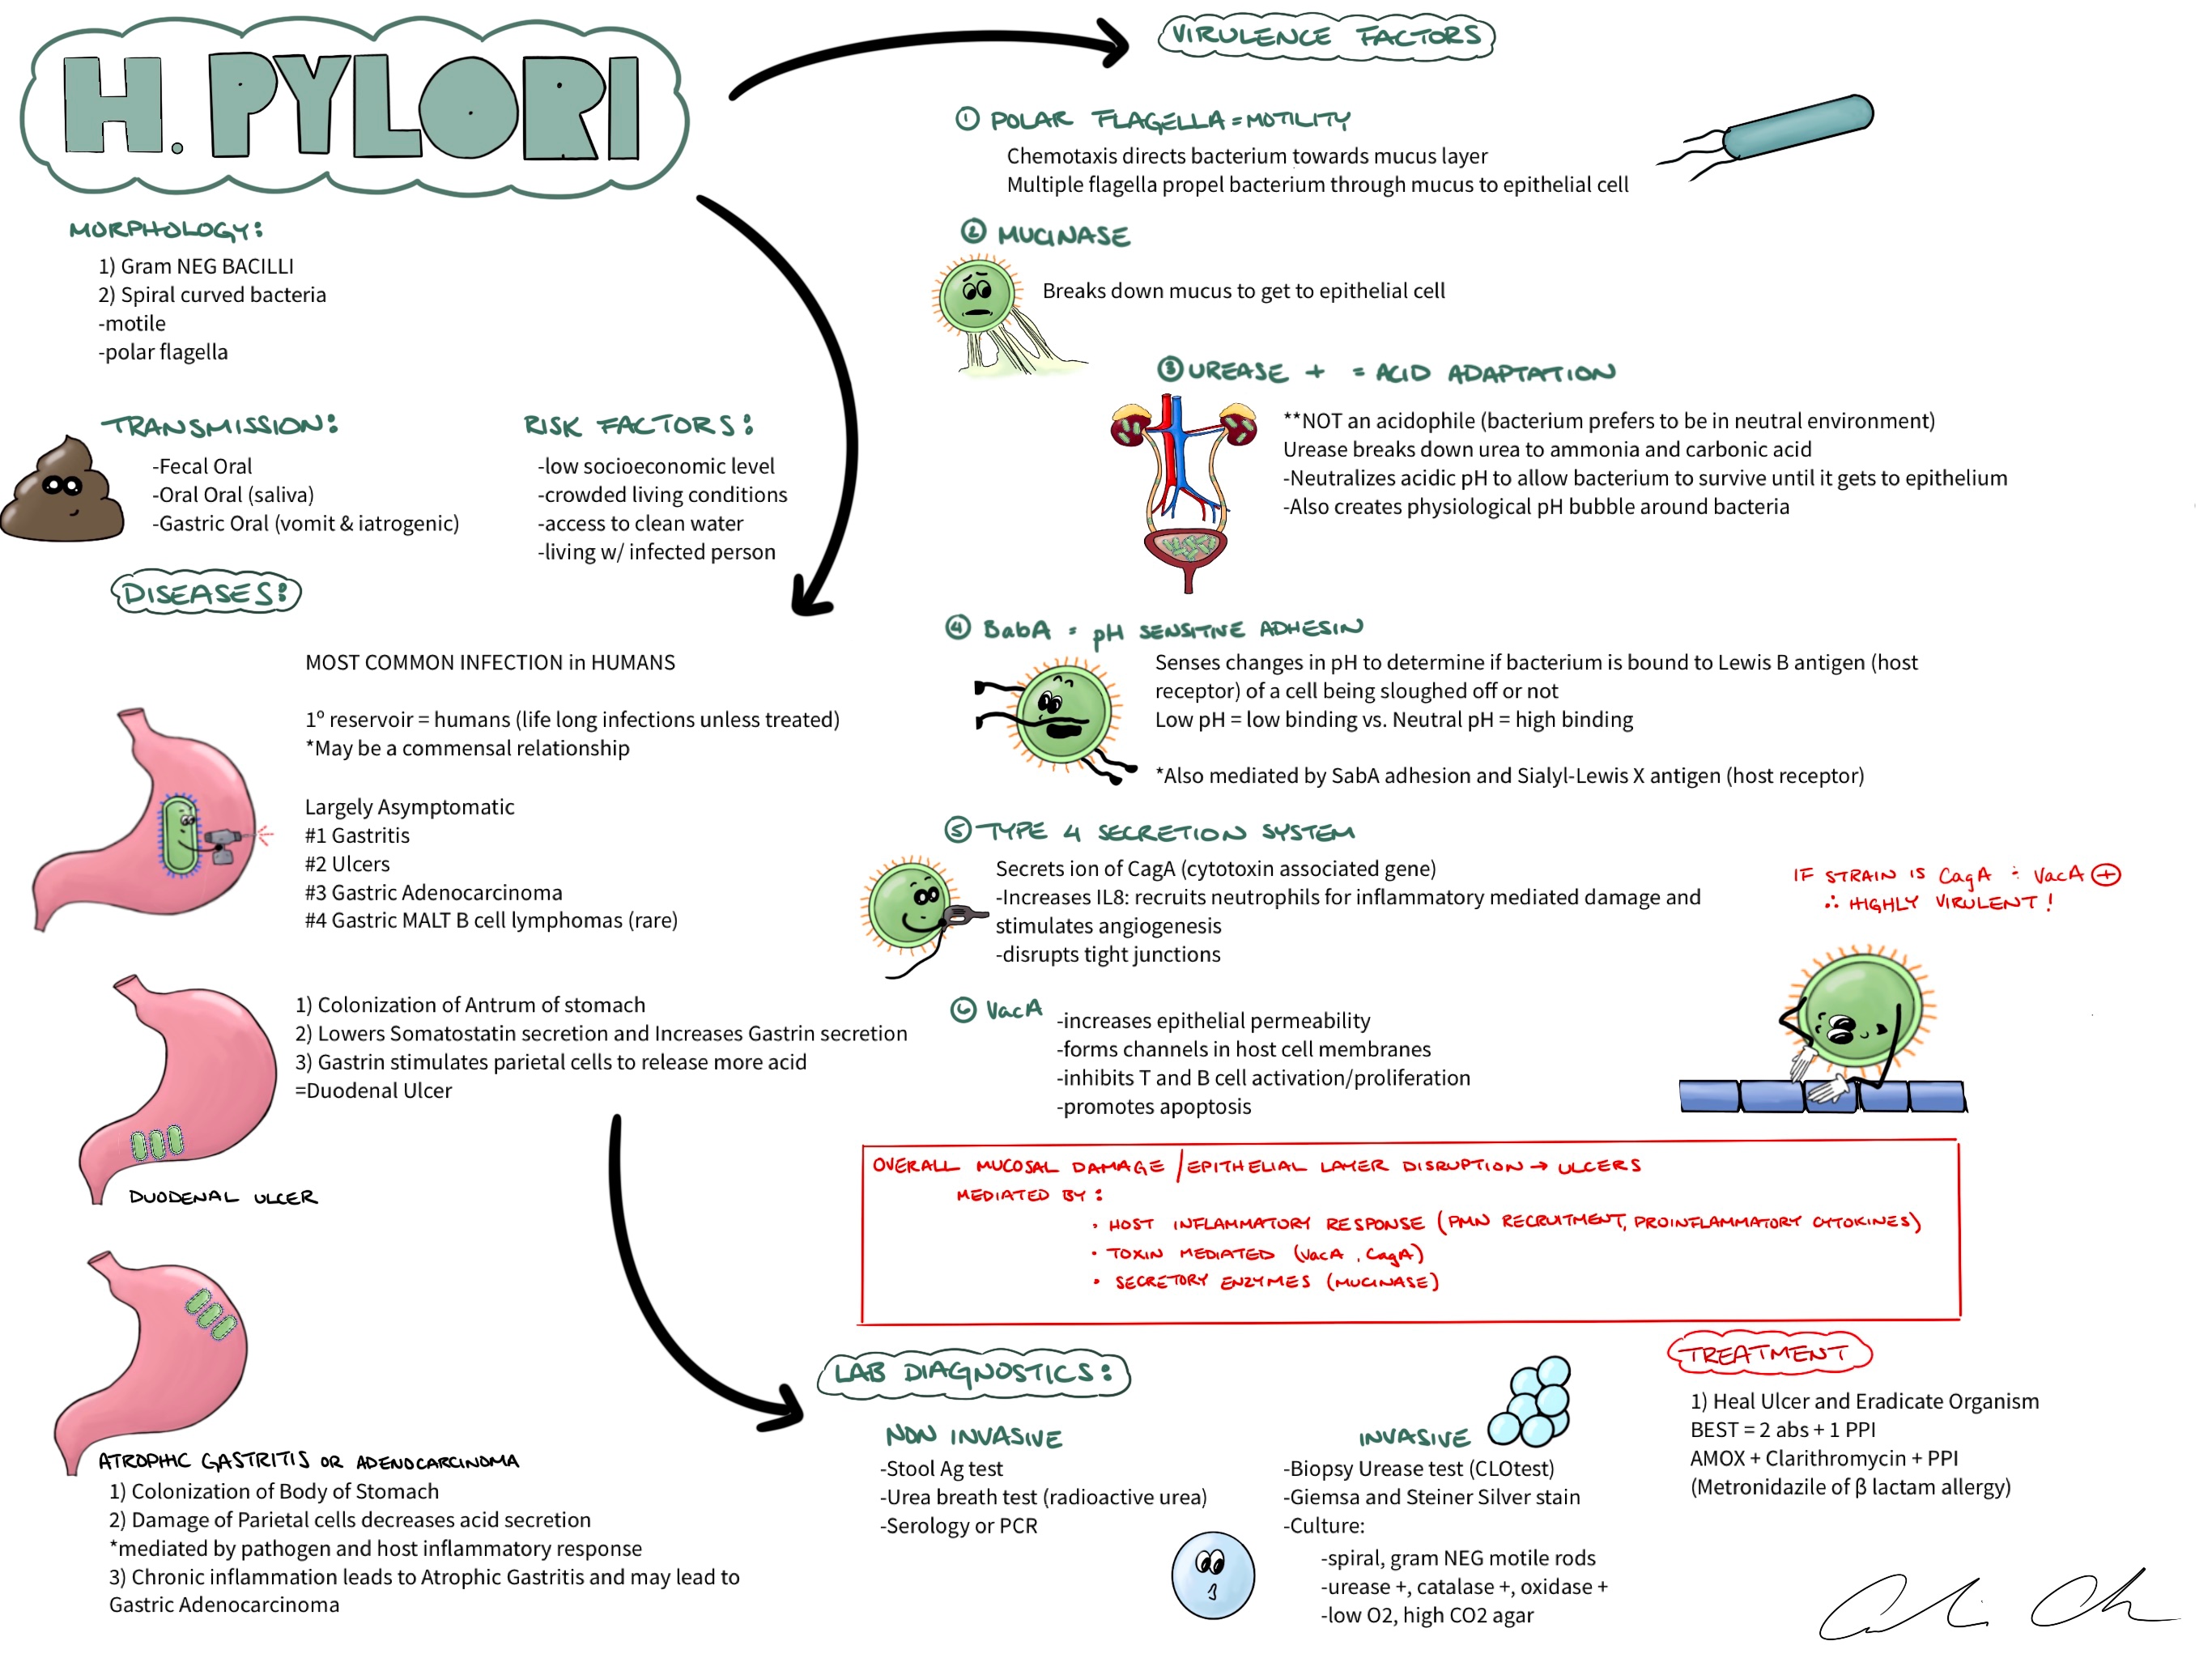 H. PYLORI
MORPHOLOGY:
1) Gram NEG BACILLI
2) Spiral curved bacteria
-motile
-polar flagella
TRANSMISSION:
-Fecal Oral
-Oral Oral (saliva)
-Gastric Oral (vomit & iatrogenic)
RISK FACTORS:
-low socioeconomic level
-crowded living conditions
-access to clean water
-living w/ infected person
DISEASES:
MOST COMMON INFECTION in HUMANS
1º reservoir = humans (life long infections unless treated)
*May be a commensal relationship
Largely Asymptomatic
#1 Gastritis
#2 Ulcers
#3 Gastric Adenocarcinoma
#4 Gastric MALT B cell lymphomas (rare)
1) Colonization of Antrum of stomach
2) Lowers Somatostatin secretion and Increases Gastrin secretion
3) Gastrin stimulates parietal cells to release more acid
=Duodenal Ulcer
DUODENAL ULCER
ATROPHIC GASTRITIS OR ADENOCARCINOMA
1) Colonization of Body of Stomach
2) Damage of Parietal cells decreases acid secretion
*mediated by pathogen and host inflammatory response
3) Chronic inflammation leads to Atrophic Gastritis and may lead to
Gastric Adenocarcinoma
VIRULENCE FACTORS
① POLAR FLAGELLA = MOTILITY
Chemotaxis directs bacterium towards mucus layer
Multiple flagella propel bacterium through mucus to epithelial cell
② MUCINASE
Breaks down mucus to get to epithelial cell
③ UREASE + = ACID ADAPTATION
**NOT an acidophile (bacterium prefers to be in neutral environment)
Urease breaks down urea to ammonia and carbonic acid
-Neutralizes acidic pH to allow bacterium to survive until it gets to epithelium
-Also creates physiological pH bubble around bacteria
④ BabA = pH SENSITIVE ADHESIN
Senses changes in pH to determine if bacterium is bound to Lewis B antigen (host
receptor) of a cell being sloughed off or not
Low pH = low binding vs. Neutral pH = high binding
*Also mediated by SabA adhesion and Sialyl-Lewis X antigen (host receptor)
⑤ TYPE 4 SECRETION SYSTEM
Secrets ion of CagA (cytotoxin associated gene)
-Increases IL8: recruits neutrophils for inflammatory mediated damage and
stimulates angiogenesis
-disrupts tight junctions
IF STRAIN IS CagA ÷ VacA ⊕
∴ HIGHLY VIRULENT!
⑥ VacA
-increases epithelial permeability
-forms channels in host cell membranes
-inhibits T and B cell activation/proliferation
-promotes apoptosis
OVERALL MUCOSAL DAMAGE / EPITHELIAL LAYER DISRUPTION → ULCERS
MEDIATED BY:
• HOST INFLAMMATORY RESPONSE (PMN RECRUITMENT, PROINFLAMMATORY CYTOKINES)
• TOXIN MEDIATED (VacA, CagA)
• SECRETORY ENZYMES (MUCINASE)
LAB DIAGNOSTICS:
NON INVASIVE
-Stool Ag test
-Urea breath test (radioactive urea)
-Serology or PCR
INVASIVE
-Biopsy Urease test (CLOtest)
-Giemsa and Steiner Silver stain
-Culture:
-spiral, gram NEG motile rods
-urease +, catalase +, oxidase +
-low O2, high CO2 agar
TREATMENT
1) Heal Ulcer and Eradicate Organism
BEST = 2 abs + 1 PPI
AMOX + Clarithromycin + PPI
(Metronidazile of β lactam allergy)